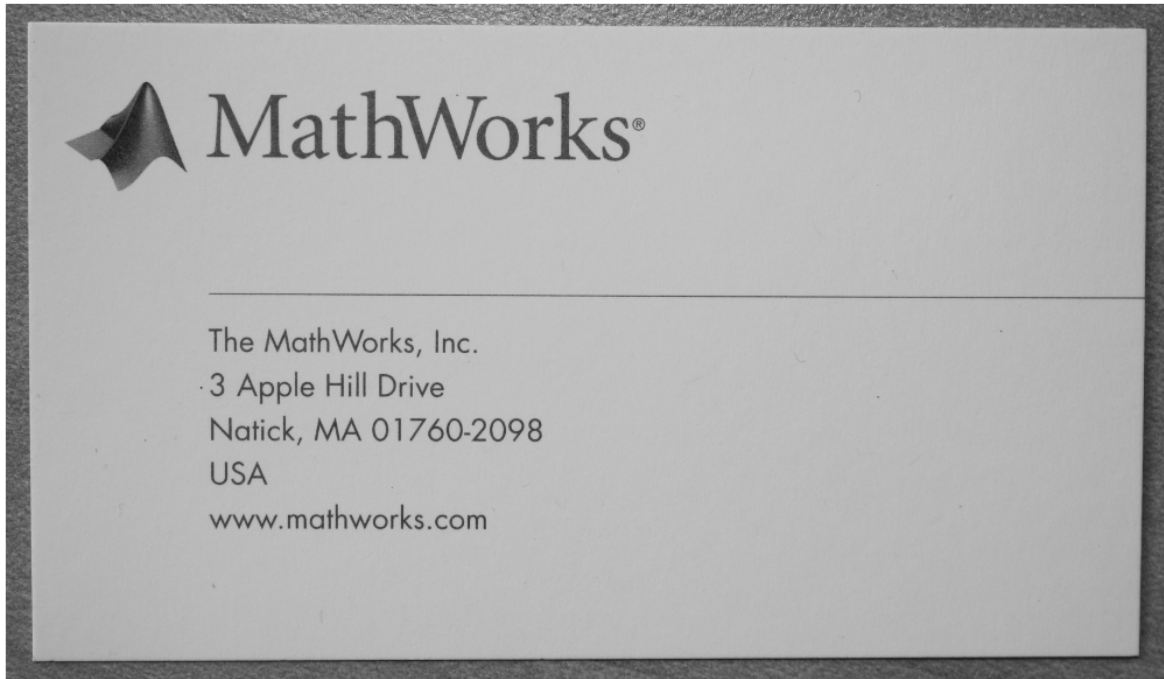 MathWorks®
The MathWorks, Inc.
3 Apple Hill Drive
Natick, MA 01760-2098
USA
www.mathworks.com